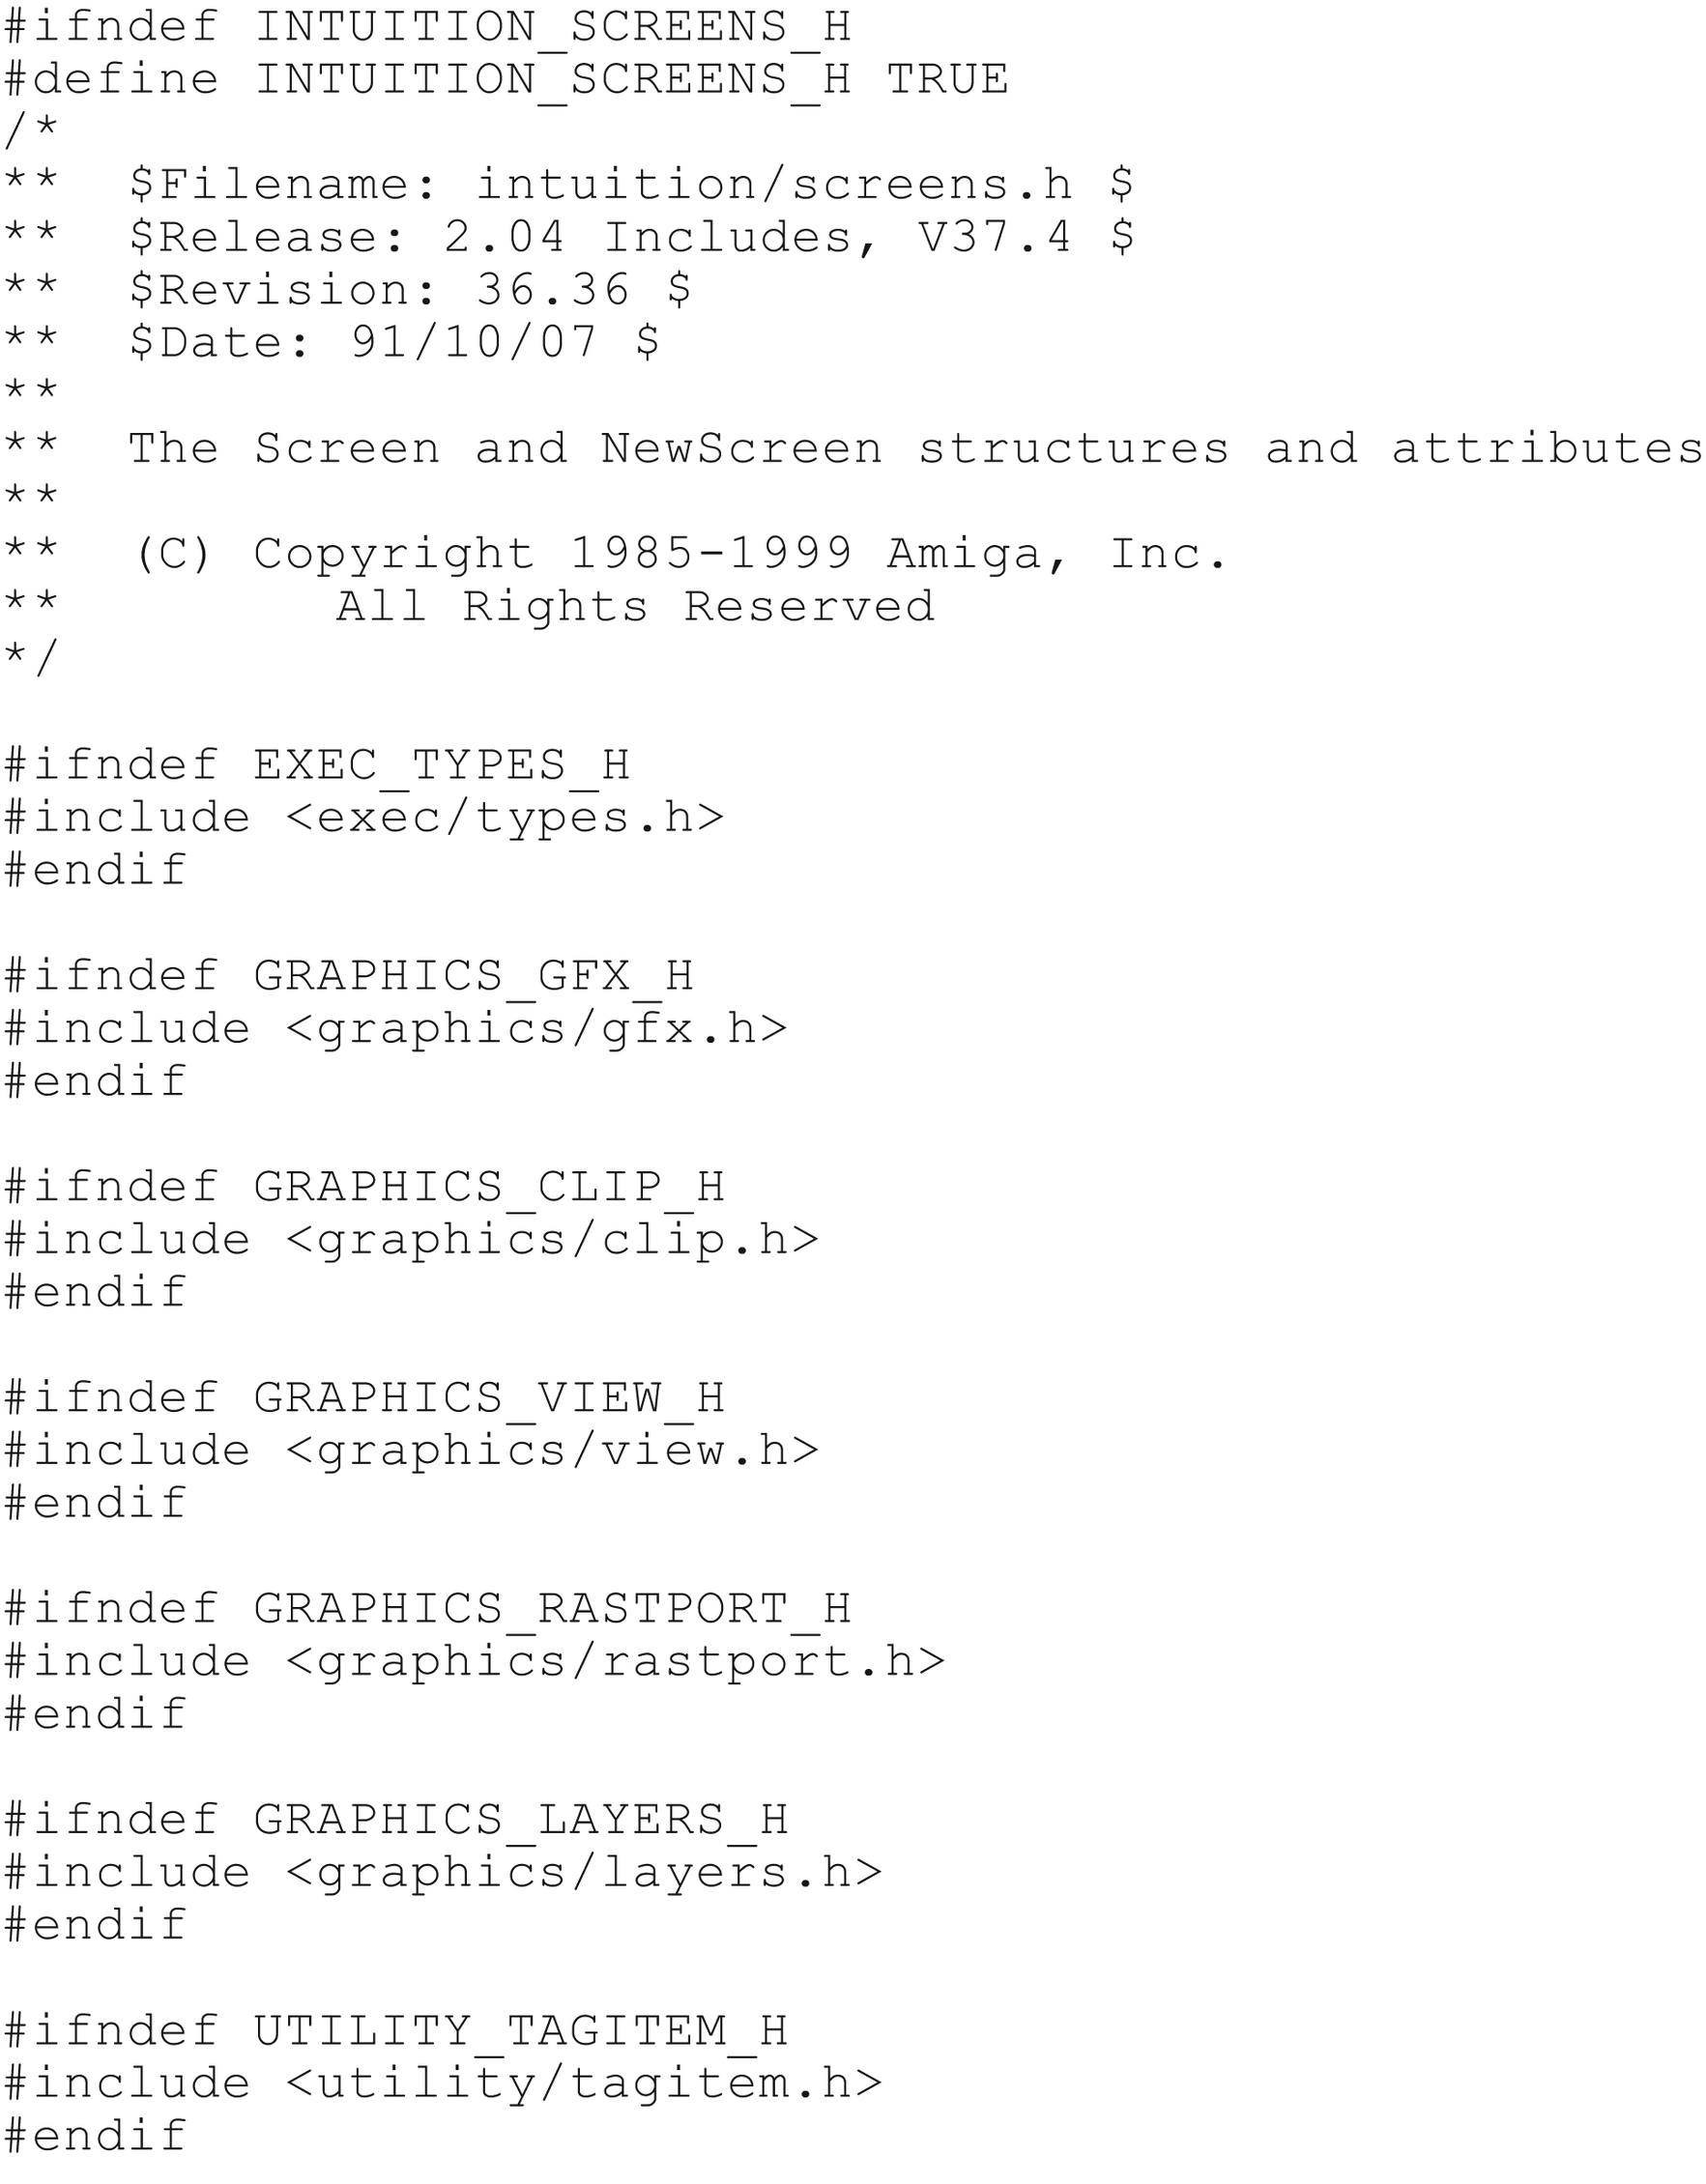 #ifndef INTUITION_SCREENS_H
#define INTUITION_SCREENS_H TRUE
/*
**  $Filename: intuition/screens.h $
**  $Release: 2.04 Includes, V37.4 $
**  $Revision: 36.36 $
**  $Date: 91/10/07 $
**
**  The Screen and NewScreen structures and attributes
**
**  (C) Copyright 1985-1999 Amiga, Inc.
**	    All Rights Reserved
*/

#ifndef EXEC_TYPES_H
#include <exec/types.h>
#endif

#ifndef GRAPHICS_GFX_H
#include <graphics/gfx.h>
#endif

#ifndef GRAPHICS_CLIP_H
#include <graphics/clip.h>
#endif

#ifndef GRAPHICS_VIEW_H
#include <graphics/view.h>
#endif

#ifndef GRAPHICS_RASTPORT_H
#include <graphics/rastport.h>
#endif

#ifndef GRAPHICS_LAYERS_H
#include <graphics/layers.h>
#endif

#ifndef UTILITY_TAGITEM_H
#include <utility/tagitem.h>
#endif